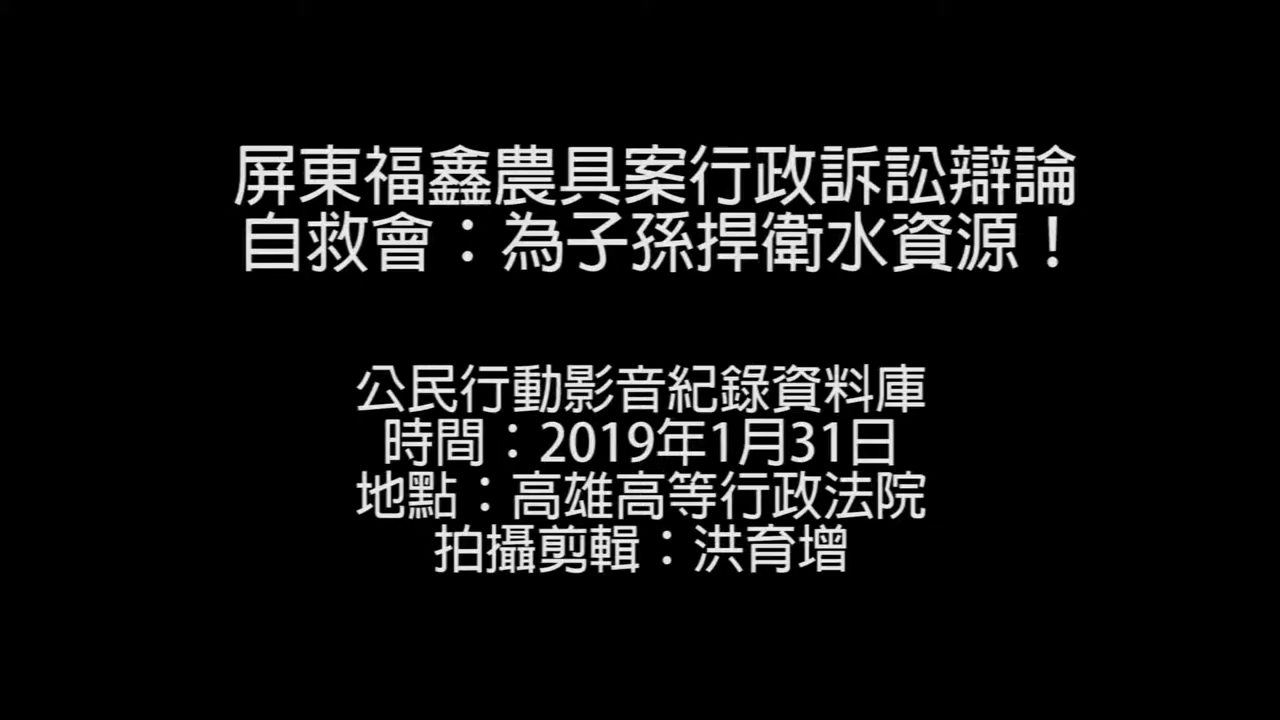 屏東福鑫農具案行政訴訟辯論
自救會：為子孫捍衛水資源！
公民行動影音紀錄資料庫
時間：2019年1月31日
地點：高雄高等行政法院
拍攝剪輯：洪育增